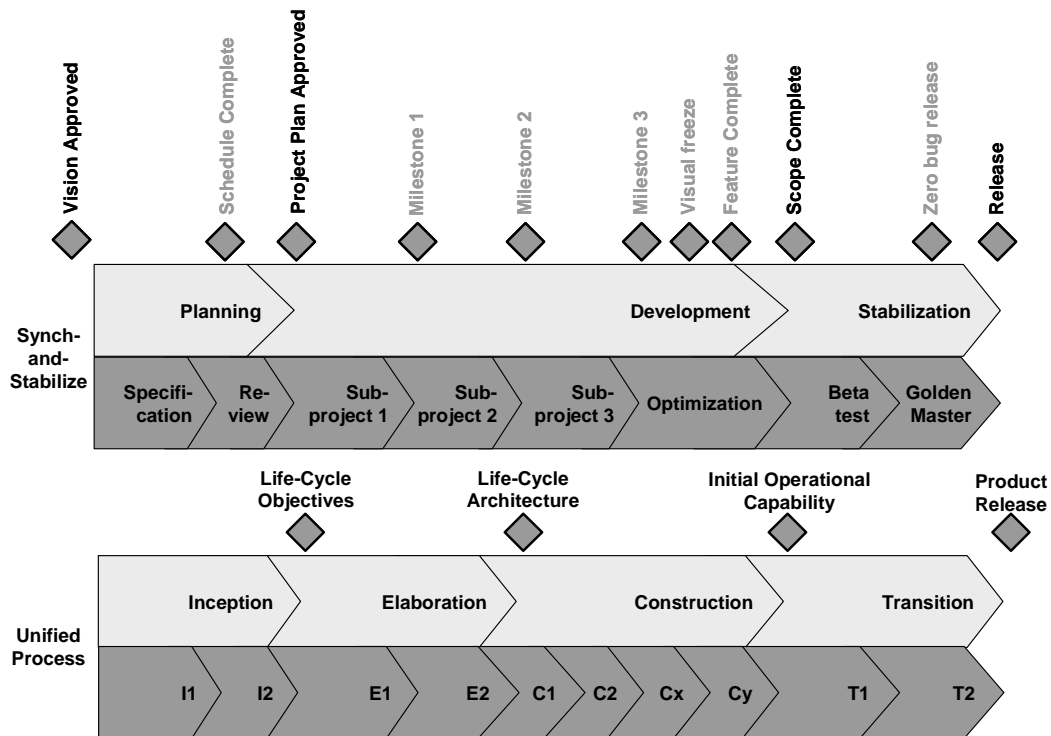 Vision Approved
Schedule Complete
Project Plan Approved
Milestone 1
Milestone 2
Milestone 3
Visual freeze
Feature Complete
Scope Complete
Zero bug release
Release
Synch-
and-
Stabilize
Planning
Development
Stabilization
Specifi-
cation
Re-
view
Sub-
project 1
Sub-
project 2
Sub-
project 3
Optimization
Beta
test
Golden
Master
Life-Cycle
Objectives
Life-Cycle
Architecture
Initial Operational
Capability
Product
Release
Unified
Process
Inception
Elaboration
Construction
Transition
I1
I2
E1
E2
C1
C2
Cx
Cy
T1
T2